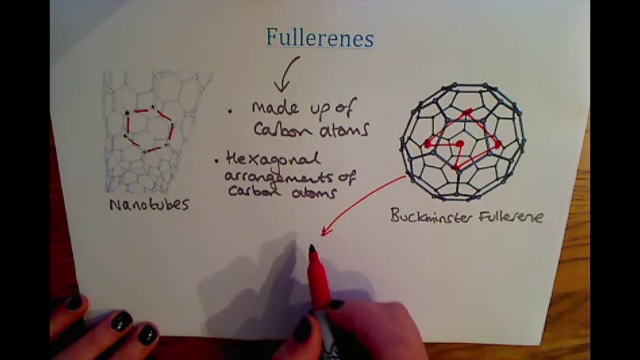 Fullerenes
• made up of
Carbon atoms
• Hexagonal
arrangements of
Carbon atoms
Nanotubes
Buckminster Fullerene